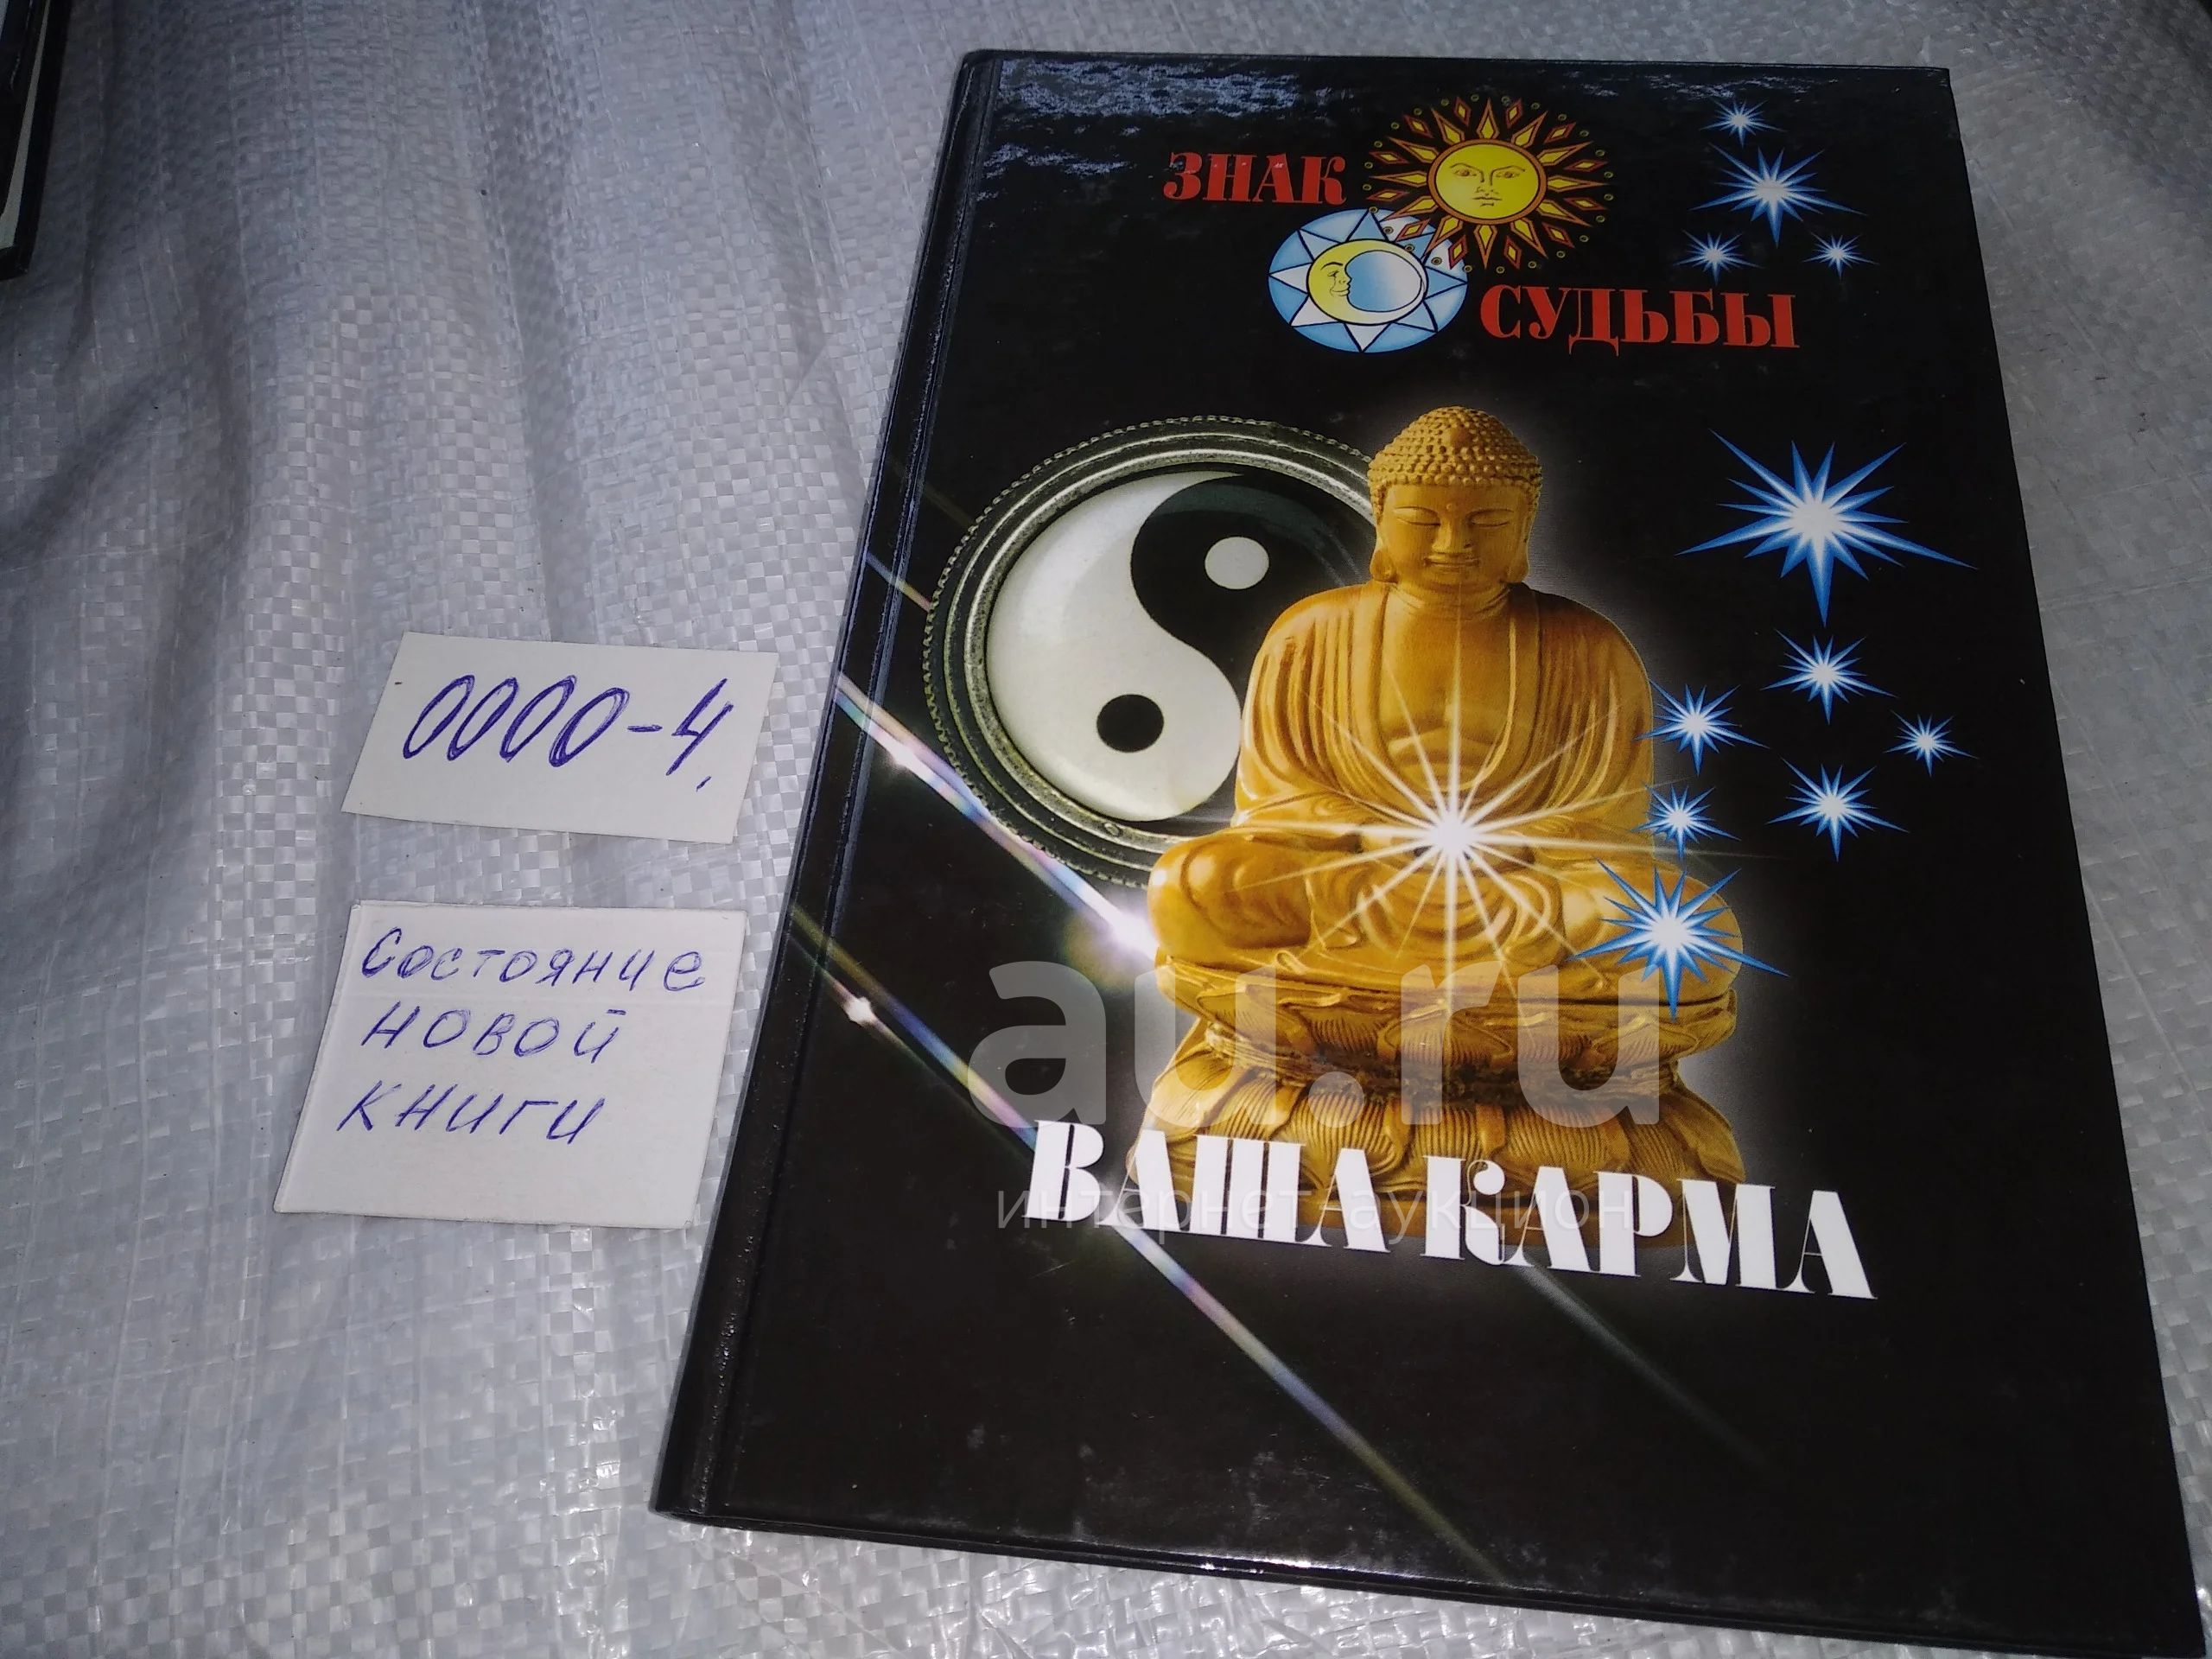 ЗНАК
СУДЬБЫ
0000-4,
Состояние
новой
книги
au.ru
интернет-аукцион
ВАША КАРМА